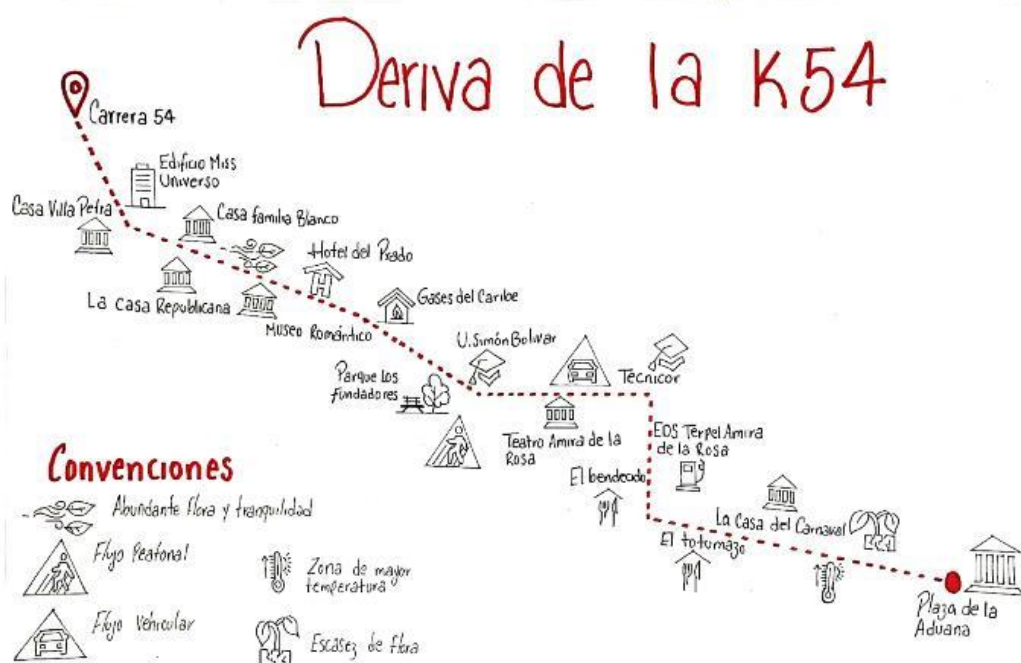 Deriva de la K54
Carrera 54
Edificio Miss
Universo
Casa Villa Petra
Casa familia Blanco
Hotel del Prado
La Casa Republicana
Museo Romántico
Gases del Caribe
U. Simón Bolivar
Parque Los
Fundadores
Técnicor
Teatro Amira de la
Rosa
EDS Terpel Amira
de la Rosa
El bendecido
La Casa del Carnaval
El totumazo
Plaza de la
Aduana
Convenciones
Abundante flora y tranquilidad
Flujo Peatonal
Zona de mayor
temperatura
Flujo Vehicular
Escasez de flora